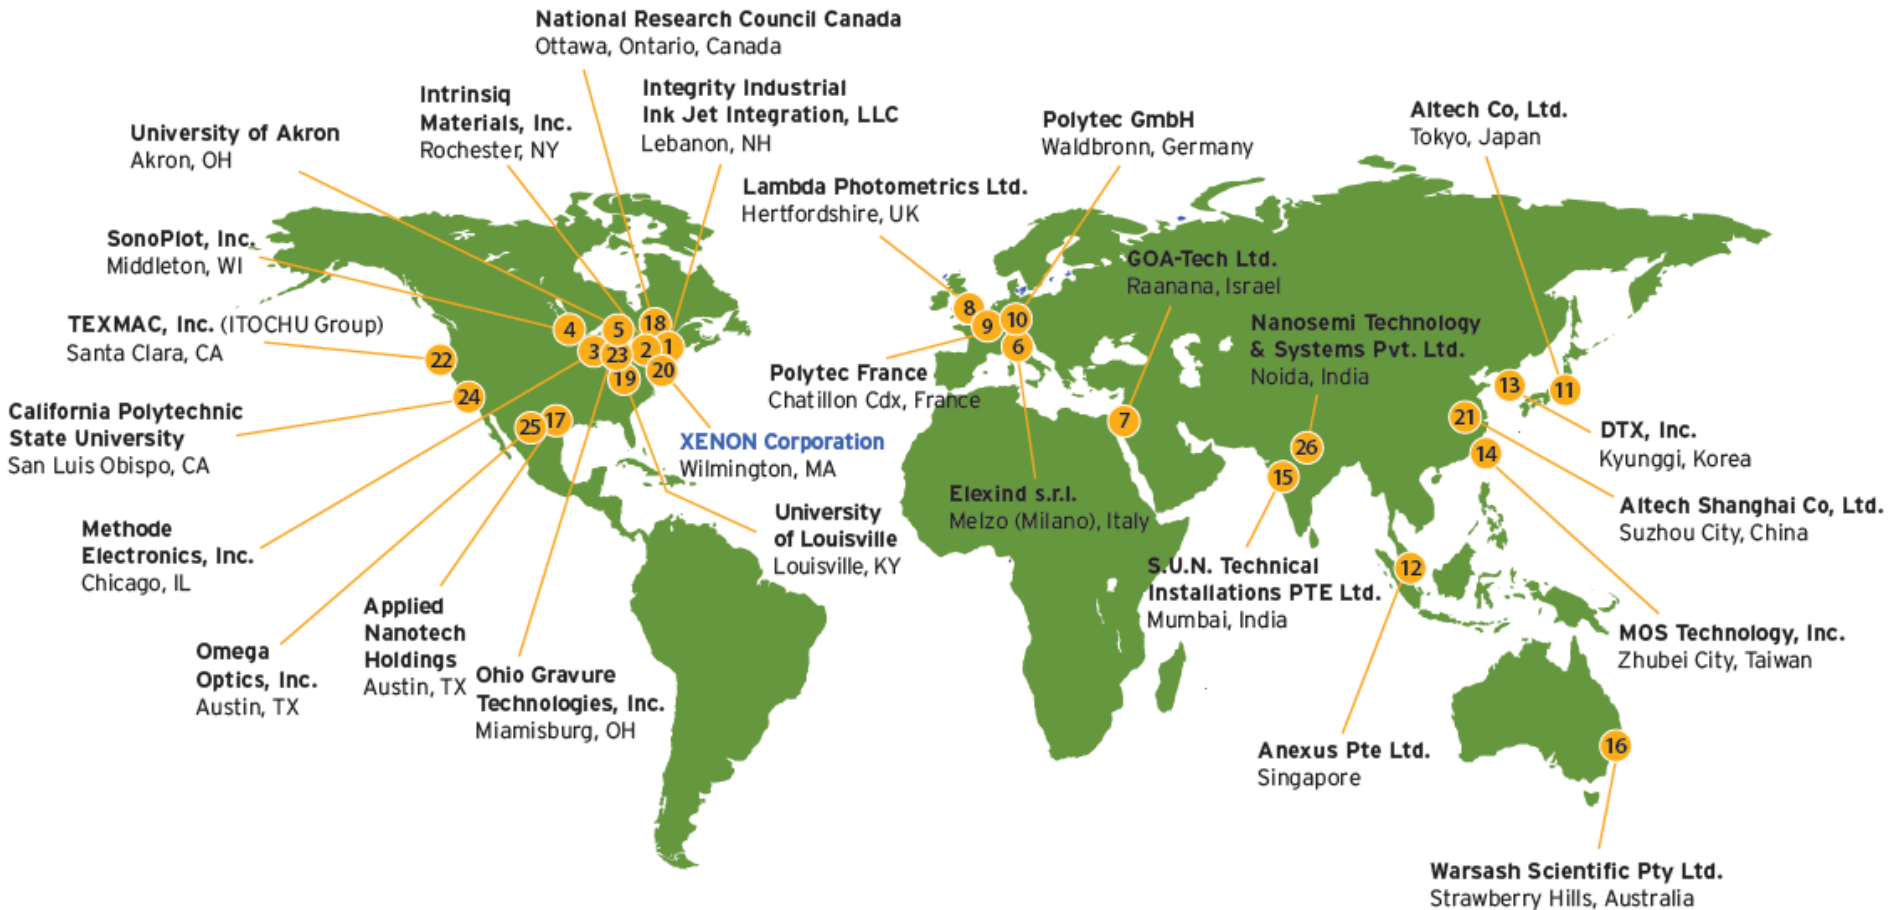 National Research Council Canada
Ottawa, Ontario, Canada
Intrinsiq
Materials, Inc.
Rochester, NY
Integrity Industrial
Ink Jet Integration, LLC
Lebanon, NH
University of Akron
Akron, OH
SonoPlot, Inc.
Middleton, WI
TEXMAC, Inc. (ITOCHU Group)
Santa Clara, CA
California Polytechnic
State University
San Luis Obispo, CA
Methode
Electronics, Inc.
Chicago, IL
Omega
Optics, Inc.
Austin, TX
Applied
Nanotech
Holdings
Austin, TX
Ohio Gravure
Technologies, Inc.
Miamisburg, OH
University
of Louisville
Louisville, KY
XENON Corporation
Wilmington, MA
4
5
18
3
23
2
1
19
20
22
24
25
17
Lambda Photometrics Ltd.
Hertfordshire, UK
Polytec GmbH
Waldbronn, Germany
Polytec France
Chatillon Cdx, France
Elexind s.r.l.
Melzo (Milano), Italy
GOA-Tech Ltd.
Raanana, Israel
8
9
10
6
7
Nanosemi Technology
& Systems Pvt. Ltd.
Noida, India
S.U.N. Technical
Installations PTE Ltd.
Mumbai, India
26
15
Altech Co, Ltd.
Tokyo, Japan
DTX, Inc.
Kyunggi, Korea
Altech Shanghai Co, Ltd.
Suzhou City, China
MOS Technology, Inc.
Zhubei City, Taiwan
13
11
21
14
12
Anexus Pte Ltd.
Singapore
16
Warsash Scientific Pty Ltd.
Strawberry Hills, Australia